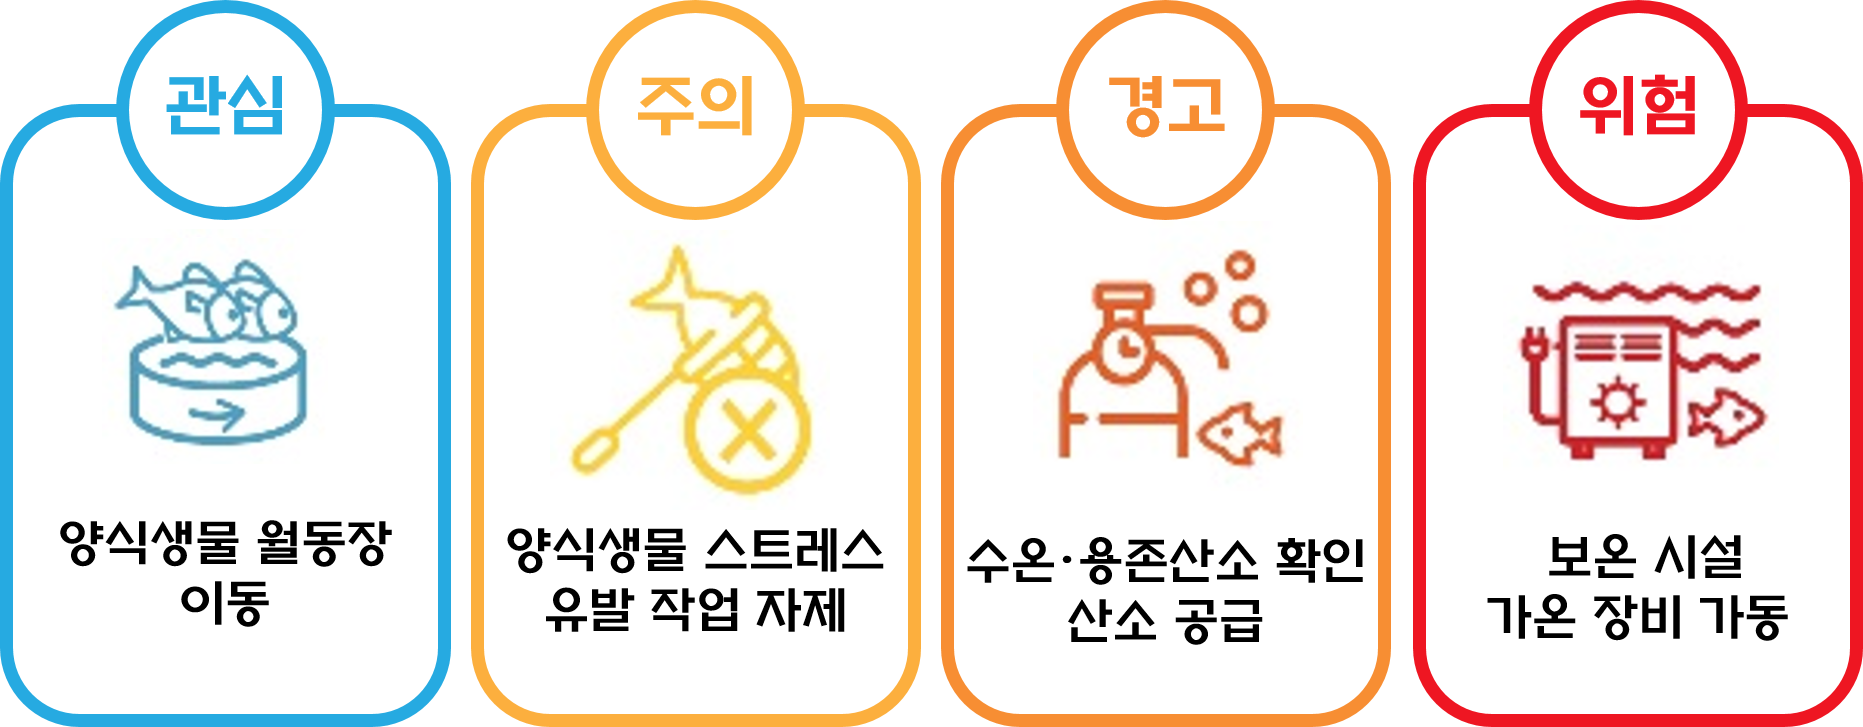 관심
양식생물 월동장
이동
주의
양식생물 스트레스
유발 작업 자제
경고
수온·용존산소 확인
산소 공급
위험
보온 시설
가온 장비 가동